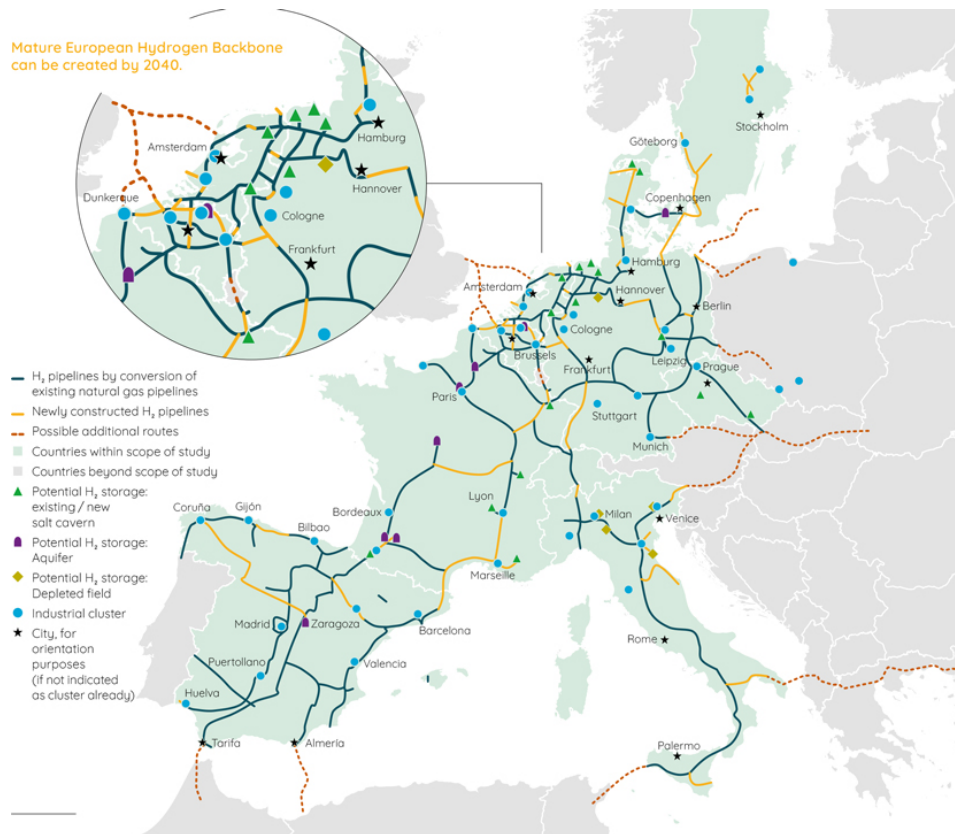 Mature European Hydrogen Backbone
can be created by 2040.
Amsterdam
Hamburg
Hannover
Dunkerque
Cologne
Frankfurt
H₂ pipelines by conversion of
existing natural gas pipelines
Newly constructed H₂ pipelines
Possible additional routes
Countries within scope of study
Countries beyond scope of study
Potential H₂ storage:
existing / new
salt cavern
Potential H₂ storage:
Aquifer
Potential H₂ storage:
Depleted field
Industrial cluster
City, for
orientation
purposes
(if not indicated
as cluster already)
Stockholm
Göteborg
Copenhagen
Hamburg
Amsterdam
Hannover
Berlin
Cologne
Brussels
Leipzig
Frankfurt
Prague
Paris
Stuttgart
Munich
Lyon
Milan
Venice
Bordeaux
Coruña
Gijón
Bilbao
Marseille
Madrid
Zaragoza
Barcelona
Rome
Puertollano
Valencia
Huelva
Tarifa
Almería
Palermo